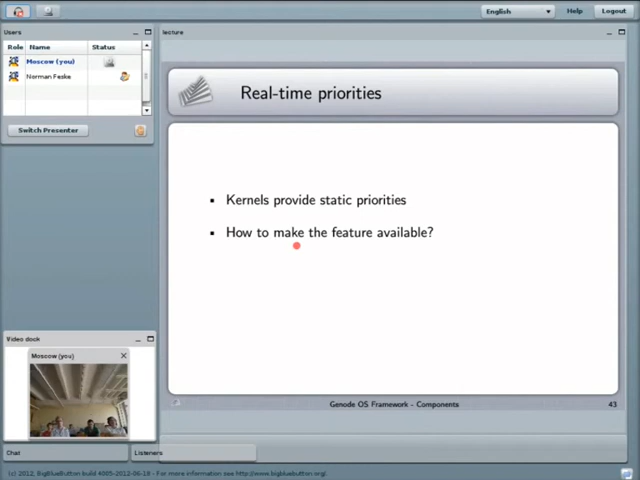 English
Help
Logout
Users
Role Name Status
Moscow (you)
Norman Feske
Switch Presenter
Video dock
Moscow (you)
Chat
lecture
Real-time priorities
Kernels provide static priorities
How to make the feature available?
Genode OS Framework - Components
43
Listeners
(c) 2012, BigBlueButton build 4005-2012-06-18 - For more information see http://www.bigbluebutton.org/.